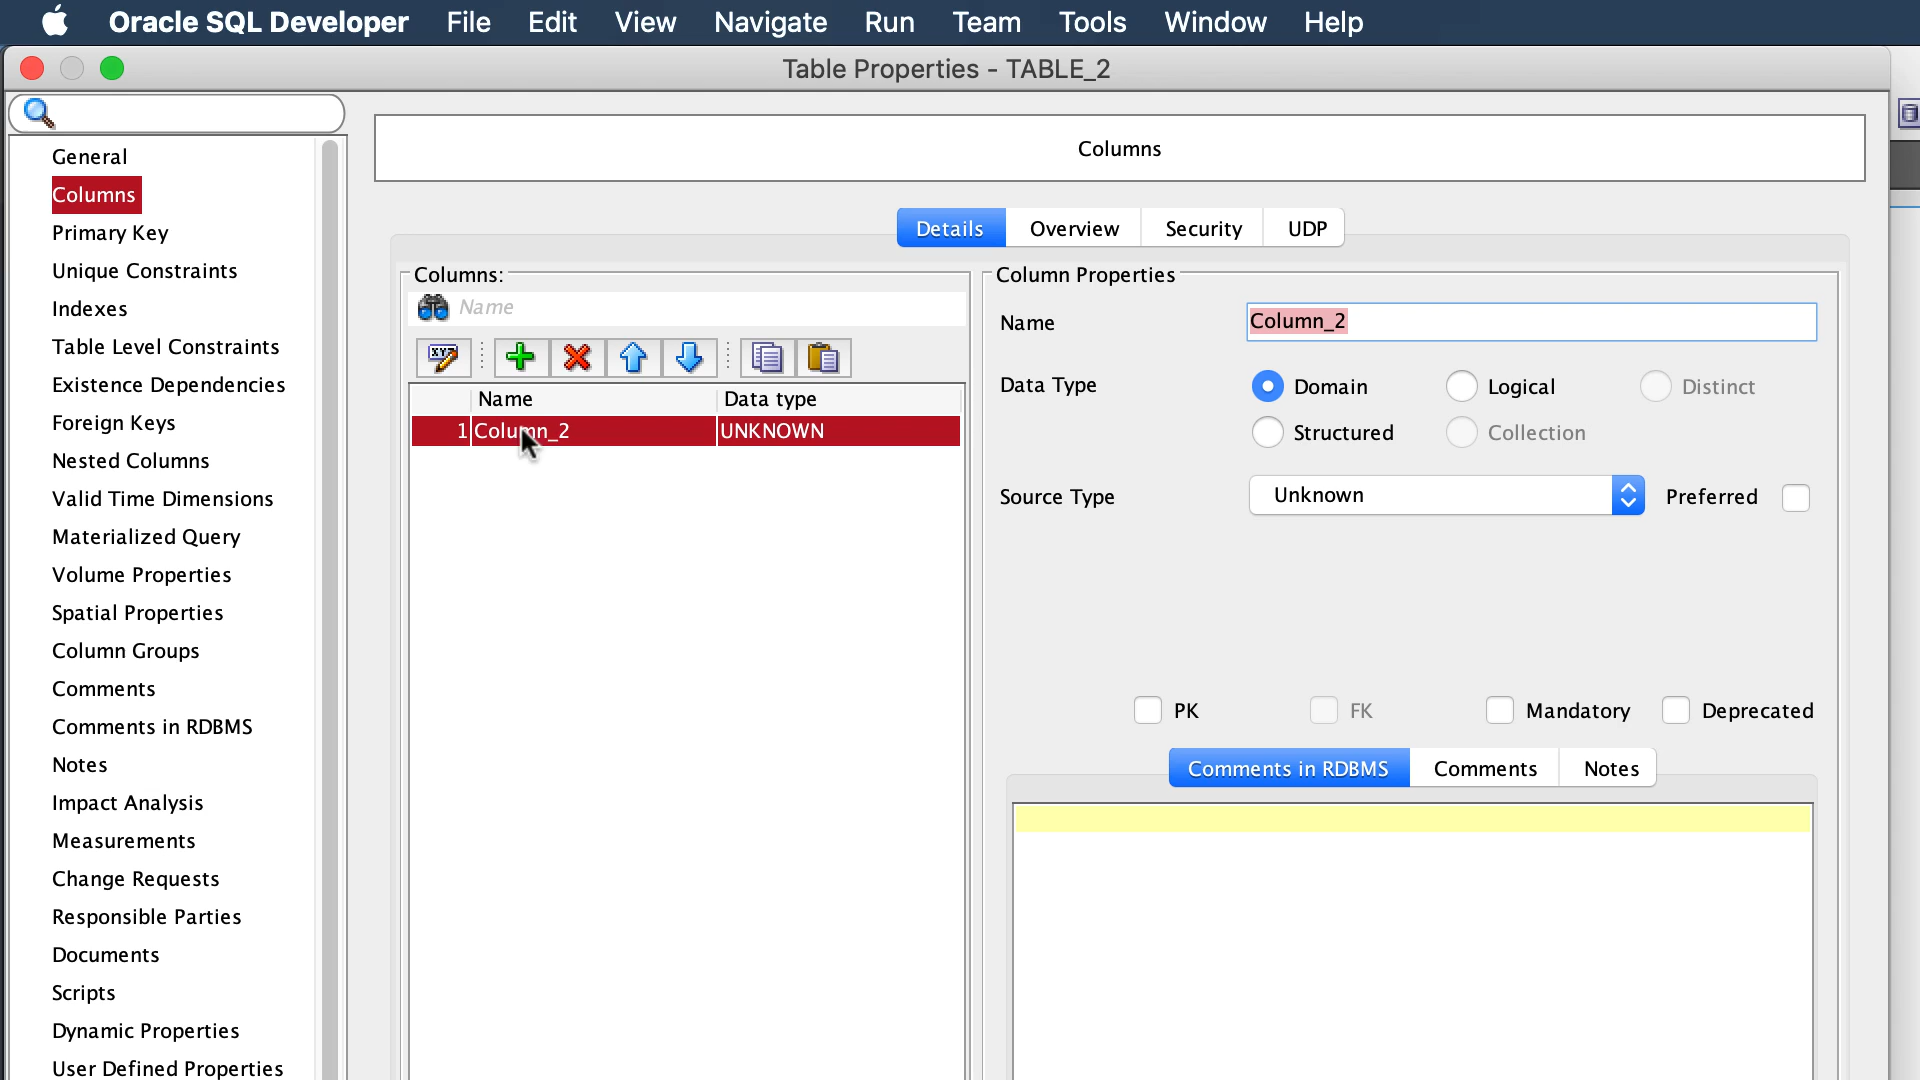 Oracle SQL Developer File Edit View Navigate Run Team Tools Window Help
Table Properties - TABLE_2
General
Columns
Primary Key
Unique Constraints
Indexes
Table Level Constraints
Existence Dependencies
Foreign Keys
Nested Columns
Valid Time Dimensions
Materialized Query
Volume Properties
Spatial Properties
Column Groups
Comments
Comments in RDBMS
Notes
Impact Analysis
Measurements
Change Requests
Responsible Parties
Documents
Scripts
Dynamic Properties
User Defined Properties
Columns
Details Overview Security UDP
Columns:
Name
XYZ
Name Data type
1 Column_2 UNKNOWN
Column Properties
Name Column_2
Data Type Domain Logical Distinct
Structured Collection
Source Type Unknown Preferred
PK FK Mandatory Deprecated
Comments in RDBMS Comments Notes